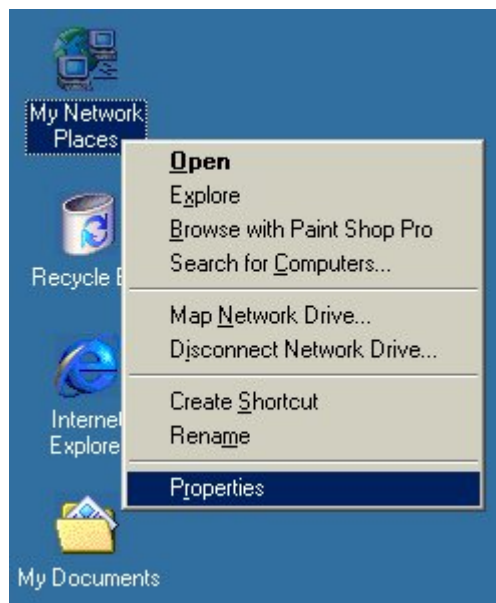 My Network
Places
Open
Explore
Browse with Paint Shop Pro
Search for Computers...
Recycle
Map Network Drive...
Disconnect Network Drive...
Internet
Explore
Create Shortcut
Rename
Properties
My Documents